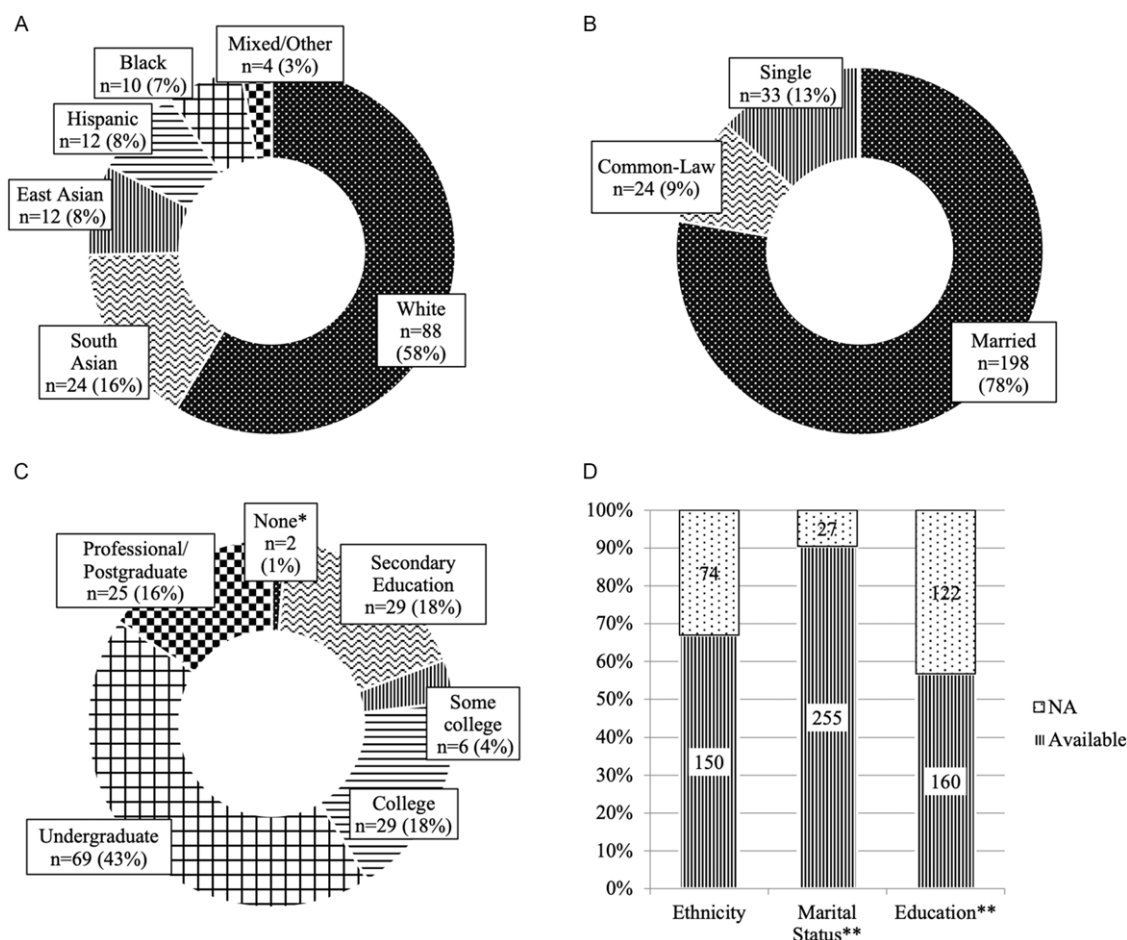 A
Mixed/Other
n=4 (3%)
Black
n=10 (7%)
Hispanic
n=12 (8%)
East Asian
n=12 (8%)
South
Asian
n=24 (16%)
White
n=88
(58%)
B
Single
n=33 (13%)
Common-Law
n=24 (9%)
Married
n=198
(78%)
C
None*
n=2
(1%)
Professional/
Postgraduate
n=25 (16%)
Secondary
Education
n=29 (18%)
Some
college
n=6 (4%)
College
n=29 (18%)
Undergraduate
n=69 (43%)
D
100%
90%
80%
70%
60%
50%
40%
30%
20%
10%
0%
74
27
122
150
255
160
NA
Available
Ethnicity
Marital
Status**
Education**